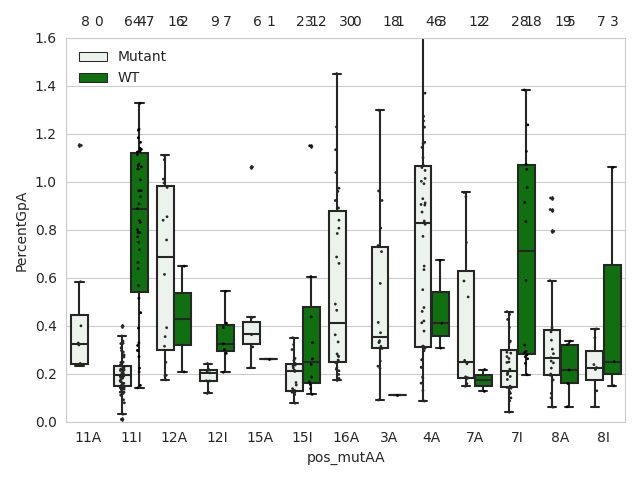 8 0 64 47 16 2 9 7 6 1 23 12 30 0 18 1 46 3 12 2 28 18 19 5 7 3
1.6
Mutant
WT
1.4
1.2
1.0
0.8
0.6
0.4
0.2
0.0
PercentGpA
11A 11I 12A 12I 15A 15I 16A 3A 4A 7A 7I 8A 8I
pos_mutAA